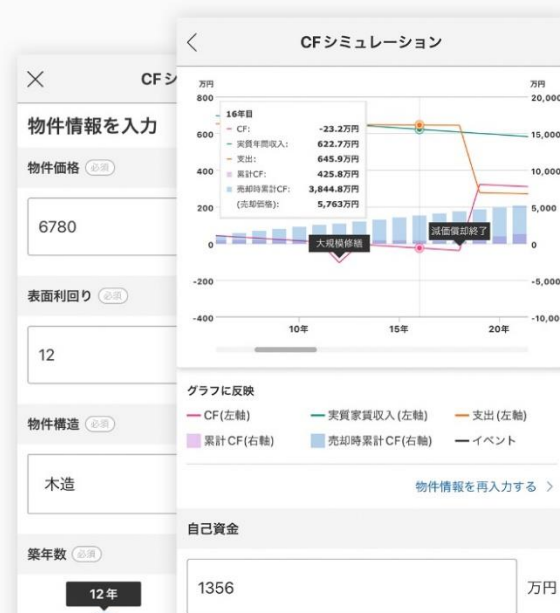 CFシ
物件情報を入力
物件価格 必須
6780
表面利回り 必須
12
物件構造 必須
木造
築年数 必須
12年
CFシミュレーション
万円
万円
800
600
400
200
0
-200
-400
20,000
15,000
10,000
5,000
0
-5,000
-10,00
16年目
CF: -23.2万円
実質年間収入: 622.7万円
支出: 645.9万円
累計CF: 425.8万円
売却時累計CF: 3,844.8万円
(売却価格): 5,763万円
大規模修繕
減価償却終了
10年
15年
20年
グラフに反映
CF(左軸)
実質家賃収入(左軸)
支出(左軸)
累計CF(右軸)
売却時累計CF(右軸)
イベント
物件情報を再入力する
自己資金
1356
万円